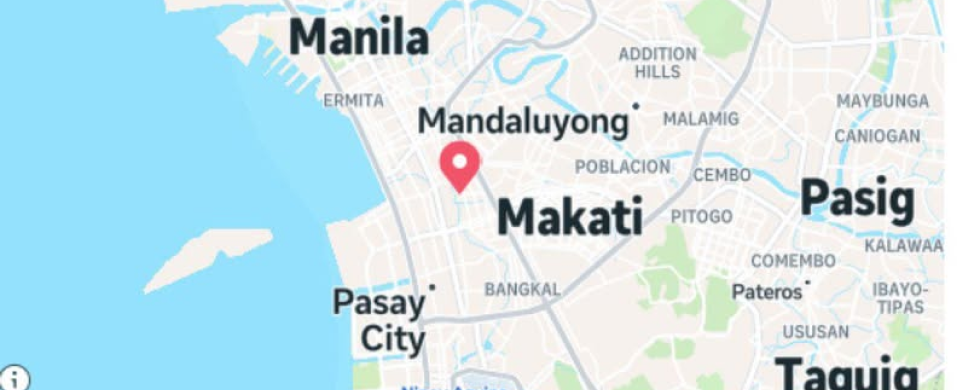 Manila
ADDITION
HILLS
ERMITA
MAYBUNGA
Mandaluyong
MALAMIG
CANIOGAN
POBLACION
CEMBO
Pasig
Makati
PITOGO
KALAWAA
COMEMBO
Pateros
IBAYO-
TIPAS
BANGKAL
Pasay
City
USUSAN
Taguig